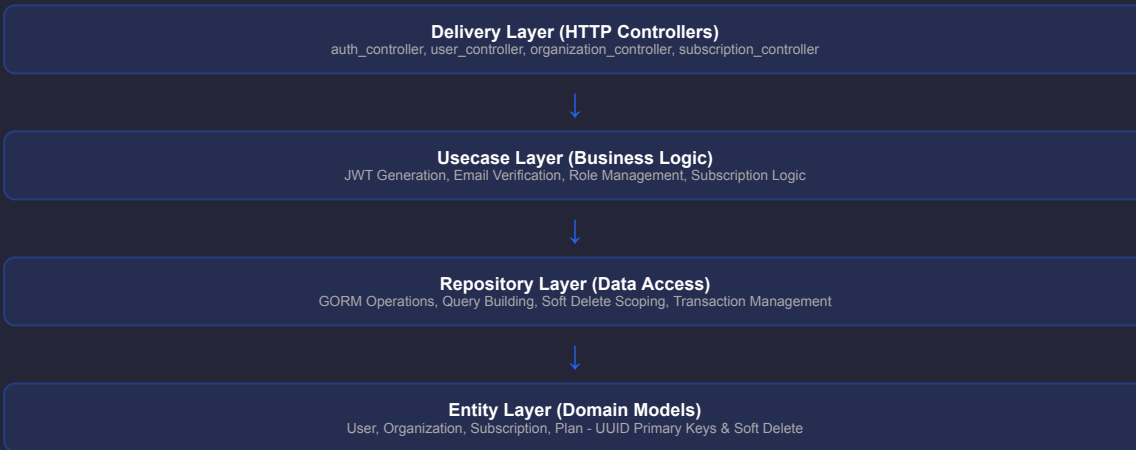 Delivery Layer (HTTP Controllers)
auth_controller, user_controller, organization_controller, subscription_controller
↓
Usecase Layer (Business Logic)
JWT Generation, Email Verification, Role Management, Subscription Logic
↓
Repository Layer (Data Access)
GORM Operations, Query Building, Soft Delete Scoping, Transaction Management
↓
Entity Layer (Domain Models)
User, Organization, Subscription, Plan - UUID Primary Keys & Soft Delete